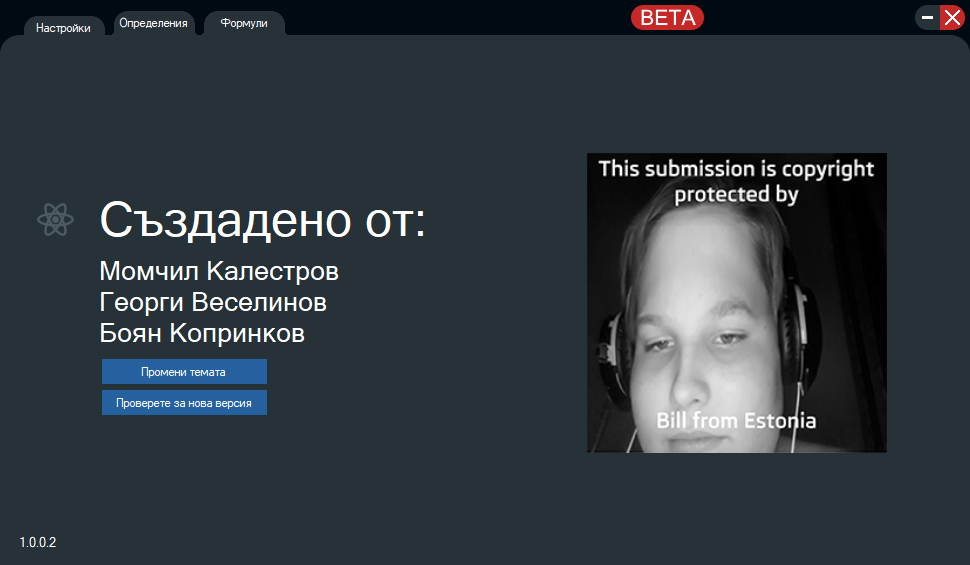 Настройки
Определения
Формули
BETA
This submission is copyright
protected by
Създадено от:
Момчил Калестров
Георги Веселинов
Боян Копринков
Промени темата
Проверете за нова версия
Bill from Estonia
1.0.0.2